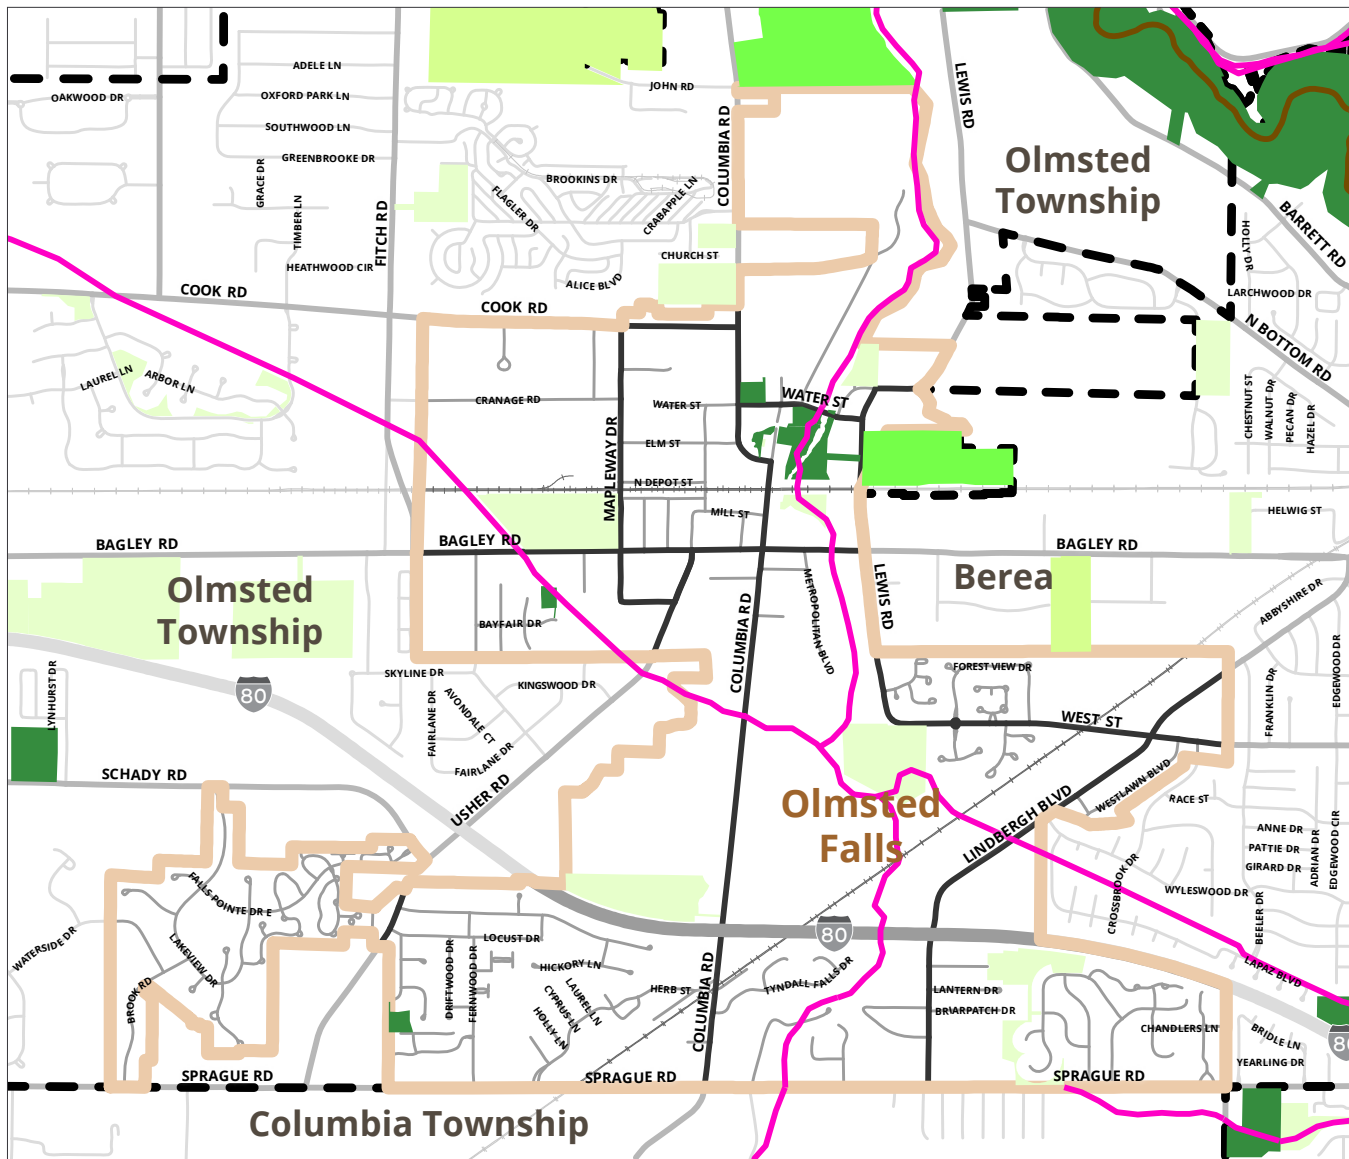 ADELE LN
OAKWOOD DR
OXFORD PARK LN
JOHN RD
LEWIS RD
SOUTHWOOD LN
GREENBROOKE DR
GRACE DR
COLUMBIA RD
Olmsted
Township
BROOKINS DR
FLAGLER DR
CRABAPPLE LN
TIMBER LN
FITCH RD
BARRETT RD
HOLLY DR
CHURCH ST
HEATHWOOD CIR
ALICE BLVD
COOK RD
COOK RD
LARCHWOOD DR
N BOTTOM RD
LAUREL LN
ARBOR LN
CRANAGE RD
WATER ST
WATER ST
MAPLEWAY DR
ELM ST
CHESTNUT ST
WALNUT DR
PECAN DR
HAZEL DR
N DEPOT ST
MILL ST
HELWIG ST
BAGLEY RD
BAGLEY RD
BAGLEY RD
Olmsted
Township
Berea
METROPOLITAN BLVD
LEWIS RD
ABBYSHIRE DR
BAYFAIR DR
COLUMBIA RD
LYNHURST DR
80
SKYLINE DR
KINGSWOOD DR
FAIRLANE DR
AVONDALE CT
FAIRLANE DR
FOREST VIEW DR
WEST ST
FRANKLIN DR
EDGEWOOD DR
SCHADY RD
USHER RD
WESTLAWN BLVD
RACE ST
Olmsted
Falls
LINDBERGH BLVD
ANNE DR
PATTIE DR
GIRARD DR
ADRIAN DR
EDGEWOOD CIR
CROSSBROOK DR
WYLESWOOD DR
BEELER DR
FALLS POINTE DR E
LAKEVIEW DR
WATERSIDE DR
BROOK RD
80
LOCUST DR
DRIFTWOOD DR
FERNWOOD DR
HICKORY LN
LAUREL LN
CYPRUS LN
HOLLY LN
HERB ST
COLUMBIA RD
TYNDALL FALLS DR
LANTERN DR
BRIARPATCH DR
LAPAZ BLVD
CHANDLERS LN
BRIDLE LN
YEARLING DR
80
SPRAGUE RD
SPRAGUE RD
SPRAGUE RD
Columbia Township